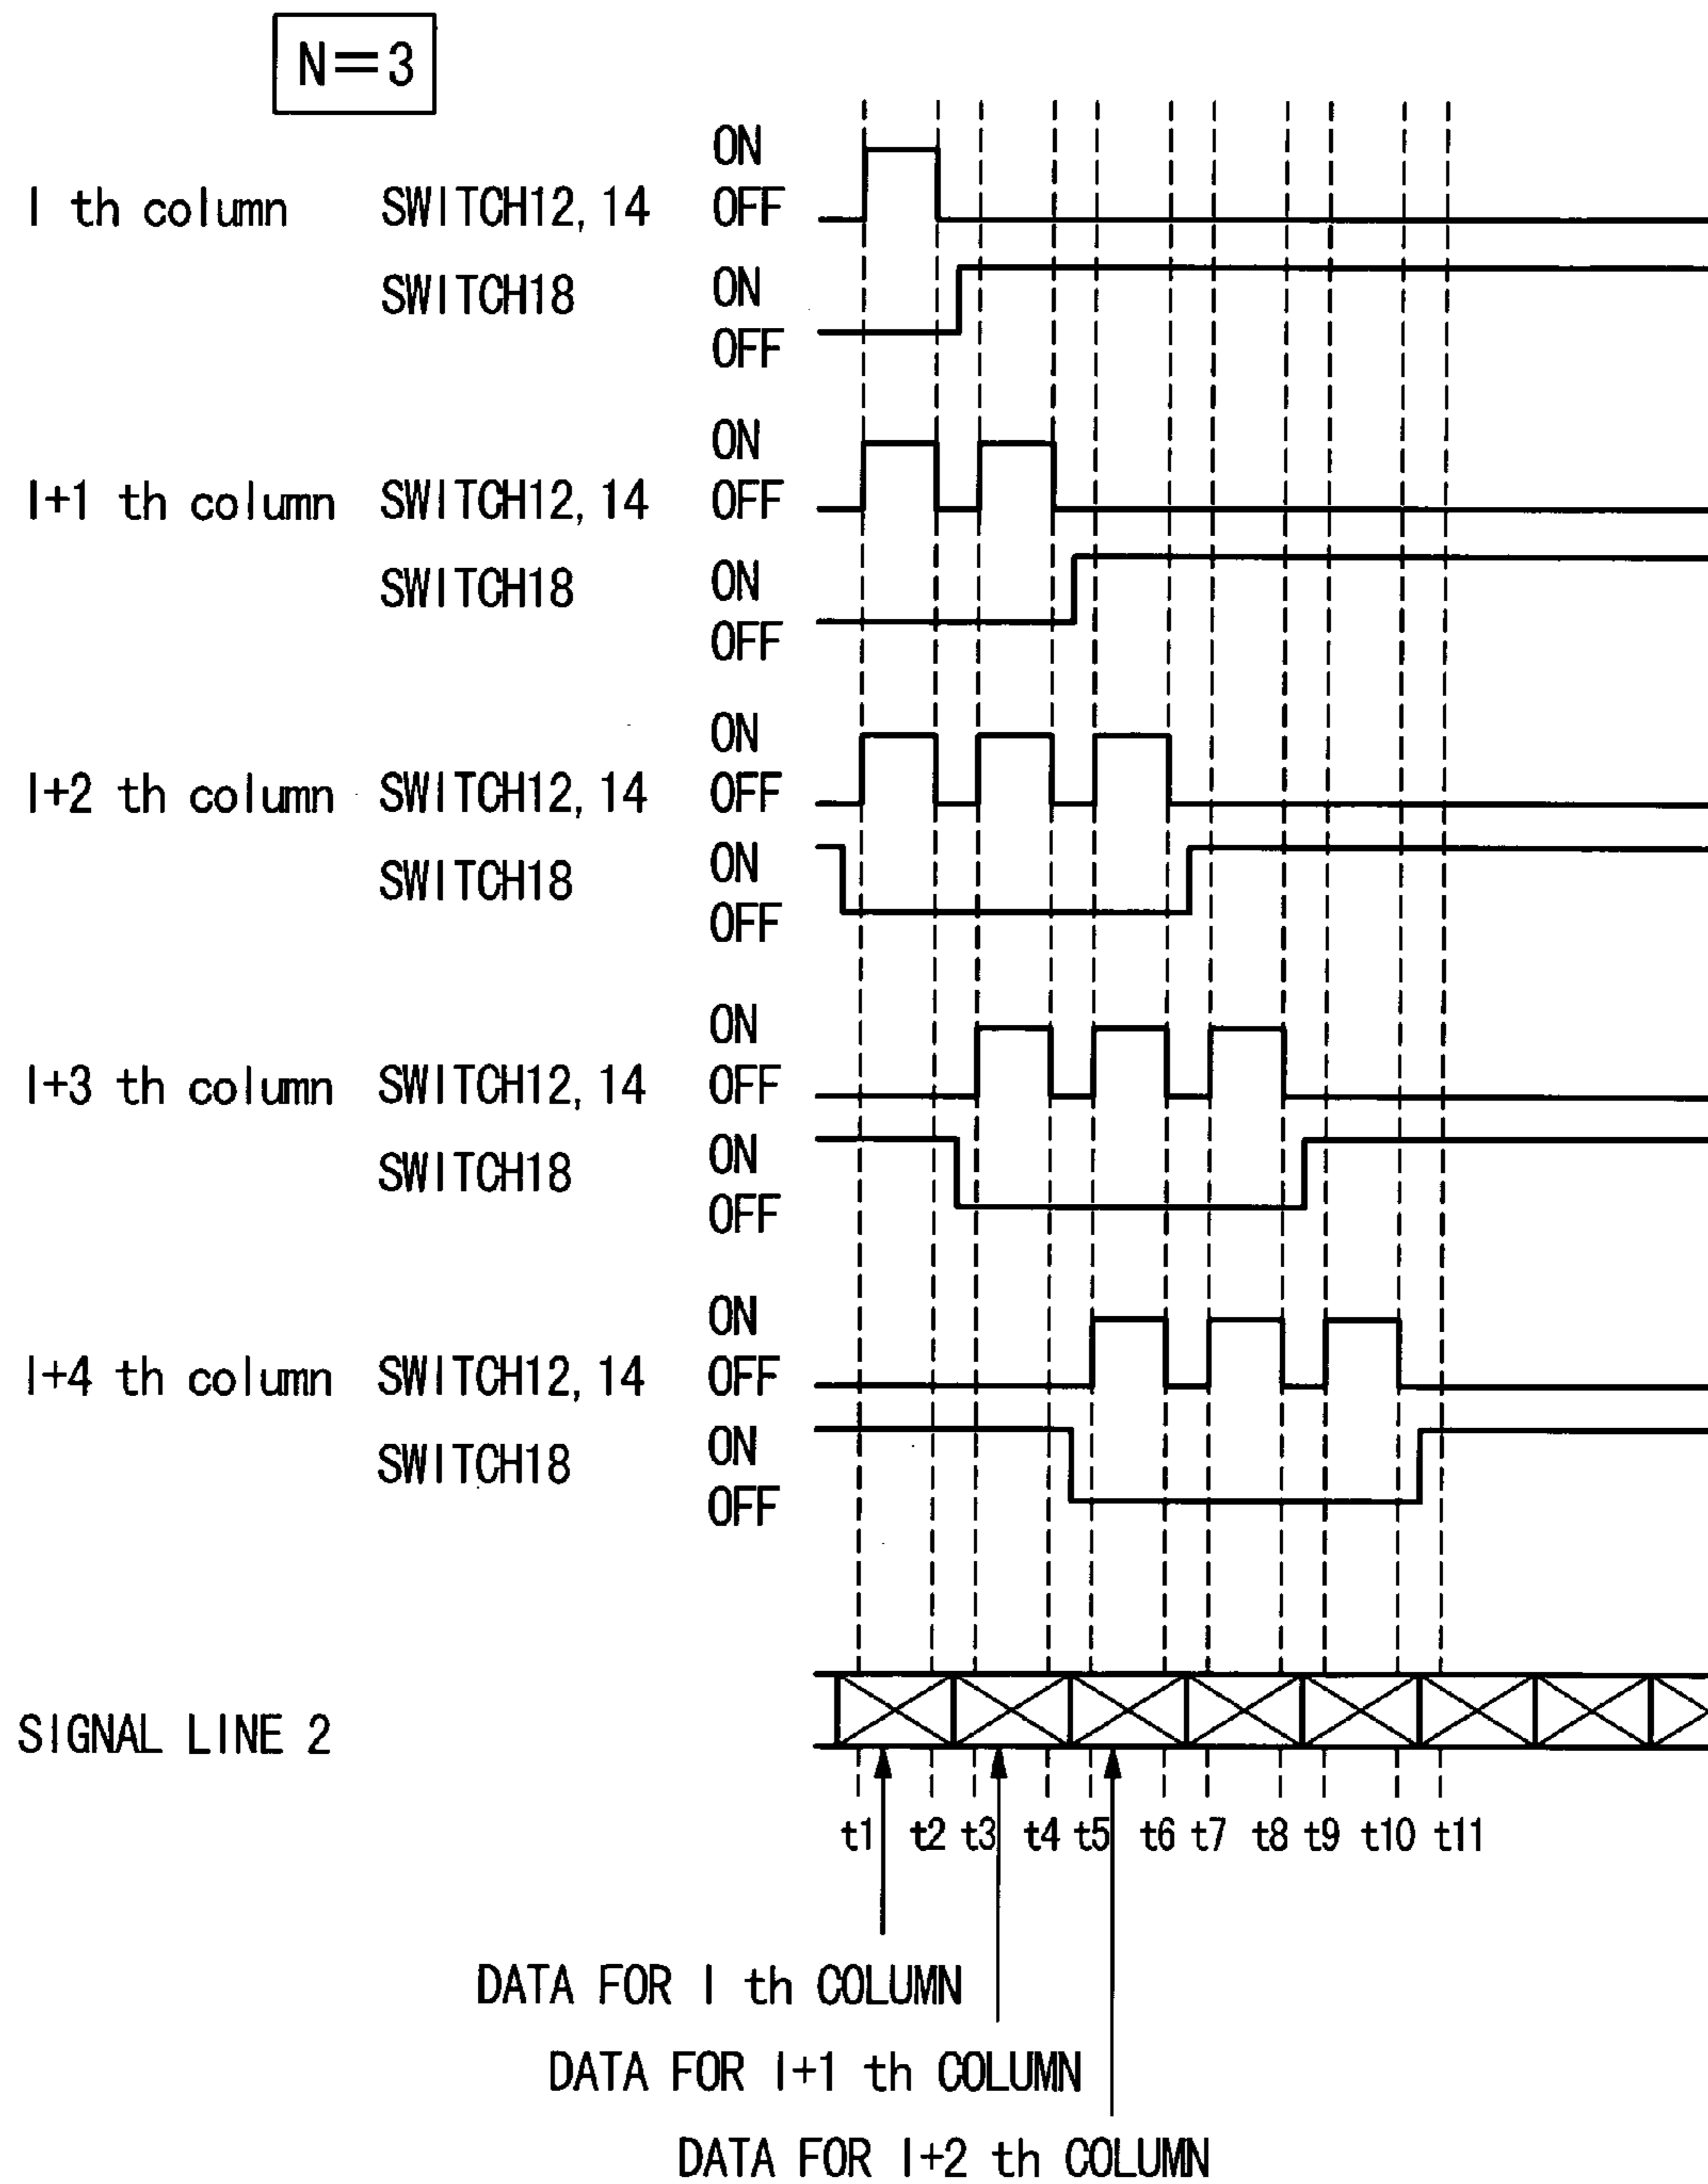 N=3
ON
I th column SWITCH12, 14 OFF
SWITCH18 ON
OFF
ON
I+1 th column SWITCH12, 14 OFF
SWITCH18 ON
OFF
ON
I+2 th column SWITCH12, 14 OFF
SWITCH18 ON
OFF
ON
I+3 th column SWITCH12, 14 OFF
SWITCH18 ON
OFF
ON
I+4 th column SWITCH12, 14 OFF
SWITCH18 ON
OFF
SIGNAL LINE 2
t1 t2 t3 t4 t5 t6 t7 t8 t9 t10 t11
DATA FOR I th COLUMN
DATA FOR I+1 th COLUMN
DATA FOR I+2 th COLUMN